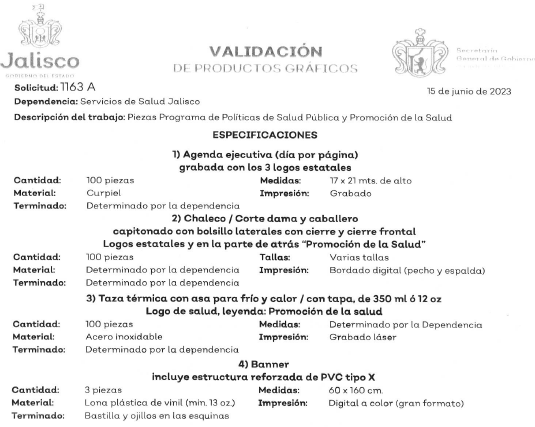 Jalisco
GOBIERNO DEL ESTADO
VALIDACIÓN
DE PRODUCTOS GRÁFICOS
Secretaría
General de Gobierno
Solicitud: 1163 A
15 de junio de 2023
Dependencia: Servicios de Salud Jalisco
Descripción del trabajo: Piezas Programa de Políticas de Salud Pública y Promoción de la Salud
ESPECIFICACIONES
1) Agenda ejecutiva (día por página)
grabada con los 3 logos estatales
Cantidad: 100 piezas Medidas: 17 x 21 mts. de alto
Material: Curpiel Impresión: Grabado
Terminado: Determinado por la dependencia
2) Chaleco / Corte dama y caballero
capitonado con bolsillo laterales con cierre y cierre frontal
Logos estatales y en la parte de atrás “Promoción de la Salud”
Cantidad: 100 piezas Tallas: Varias tallas
Material: Determinado por la dependencia Impresión: Bordado digital (pecho y espalda)
Terminado: Determinado por la dependencia
3) Taza térmica con asa para frío y calor / con tapa, de 350 ml ó 12 oz
Logo de salud, leyenda: Promoción de la salud
Cantidad: 100 piezas Medidas: Determinado por la Dependencia
Material: Acero inoxidable Impresión: Grabado láser
Terminado: Determinado por la dependencia
4) Banner
incluye estructura reforzada de PVC tipo X
Cantidad: 3 piezas Medidas: 60 x 160 cm.
Material: Lona plástica de vinil (min. 13 oz.) Impresión: Digital a color (gran formato)
Terminado: Bastilla y ojillos en las esquinas